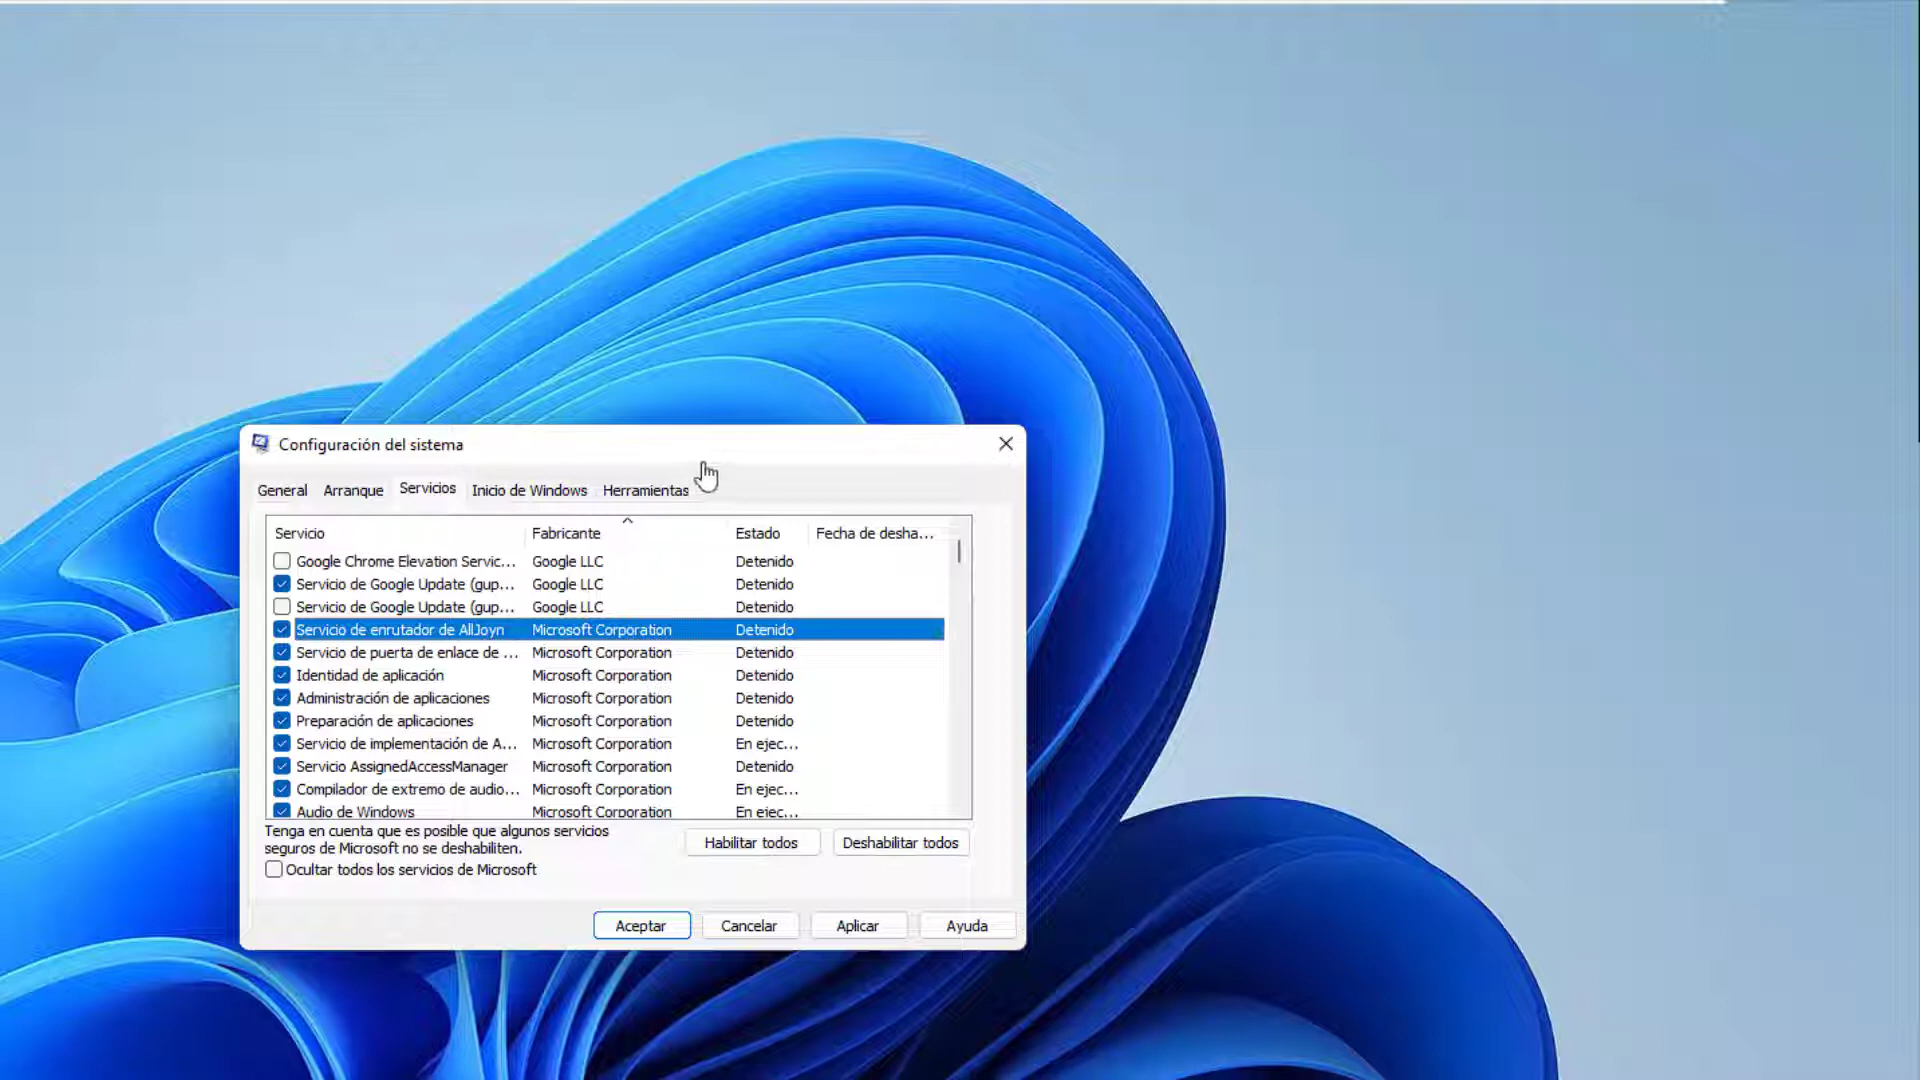 Configuración del sistema
General Arranque Servicios Inicio de Windows Herramientas
Servicio Fabricante Estado Fecha de desha...
Google Chrome Elevation Servic... Google LLC Detenido
Servicio de Google Update (gup... Google LLC Detenido
Servicio de Google Update (gup... Google LLC Detenido
Servicio de enrutador de AllJoyn Microsoft Corporation Detenido
Servicio de puerta de enlace de ... Microsoft Corporation Detenido
Identidad de aplicación Microsoft Corporation Detenido
Administración de aplicaciones Microsoft Corporation Detenido
Preparación de aplicaciones Microsoft Corporation Detenido
Servicio de implementación de A... Microsoft Corporation En ejec...
Servicio AssignedAccessManager Microsoft Corporation Detenido
Compilador de extremo de audio... Microsoft Corporation En ejec...
Audio de Windows Microsoft Corporation En ejec...
Tenga en cuenta que es posible que algunos servicios
seguros de Microsoft no se deshabiliten.
Habilitar todos Deshabilitar todos
Ocultar todos los servicios de Microsoft
Aceptar Cancelar Aplicar Ayuda